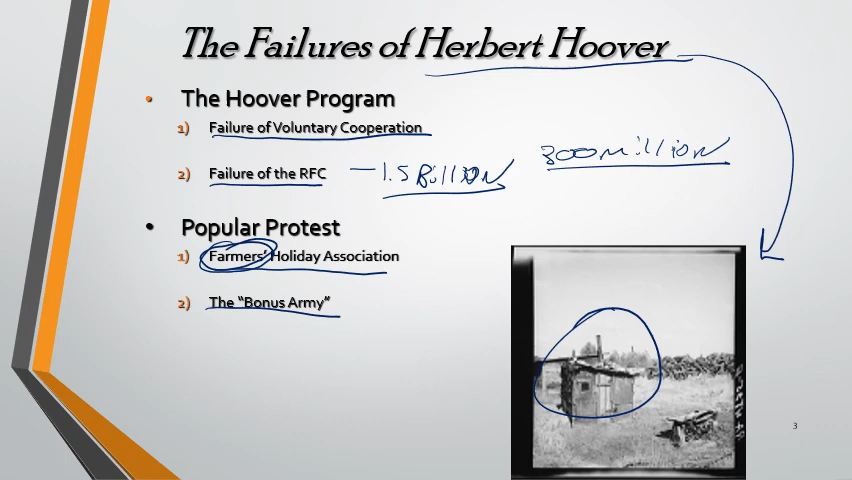 The Failures of Herbert Hoover
• The Hoover Program
1) Failure of Voluntary Cooperation
2) Failure of the RFC — 1.5 Billion 300 million
• Popular Protest
1) Farmers' Holiday Association
2) The "Bonus Army"
3